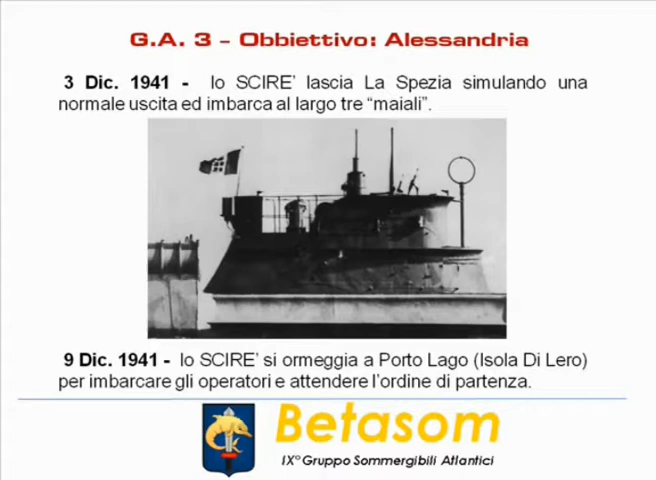 G.A. 3 – Obbiettivo: Alessandria
3 Dic. 1941 - lo SCIRE' lascia La Spezia simulando una
normale uscita ed imbarca al largo tre “maiali”.
9 Dic. 1941 - lo SCIRE' si ormeggia a Porto Lago (Isola Di Lero)
per imbarcare gli operatori e attendere l'ordine di partenza.
Betasom
IX° Gruppo Sommergibili Atlantici